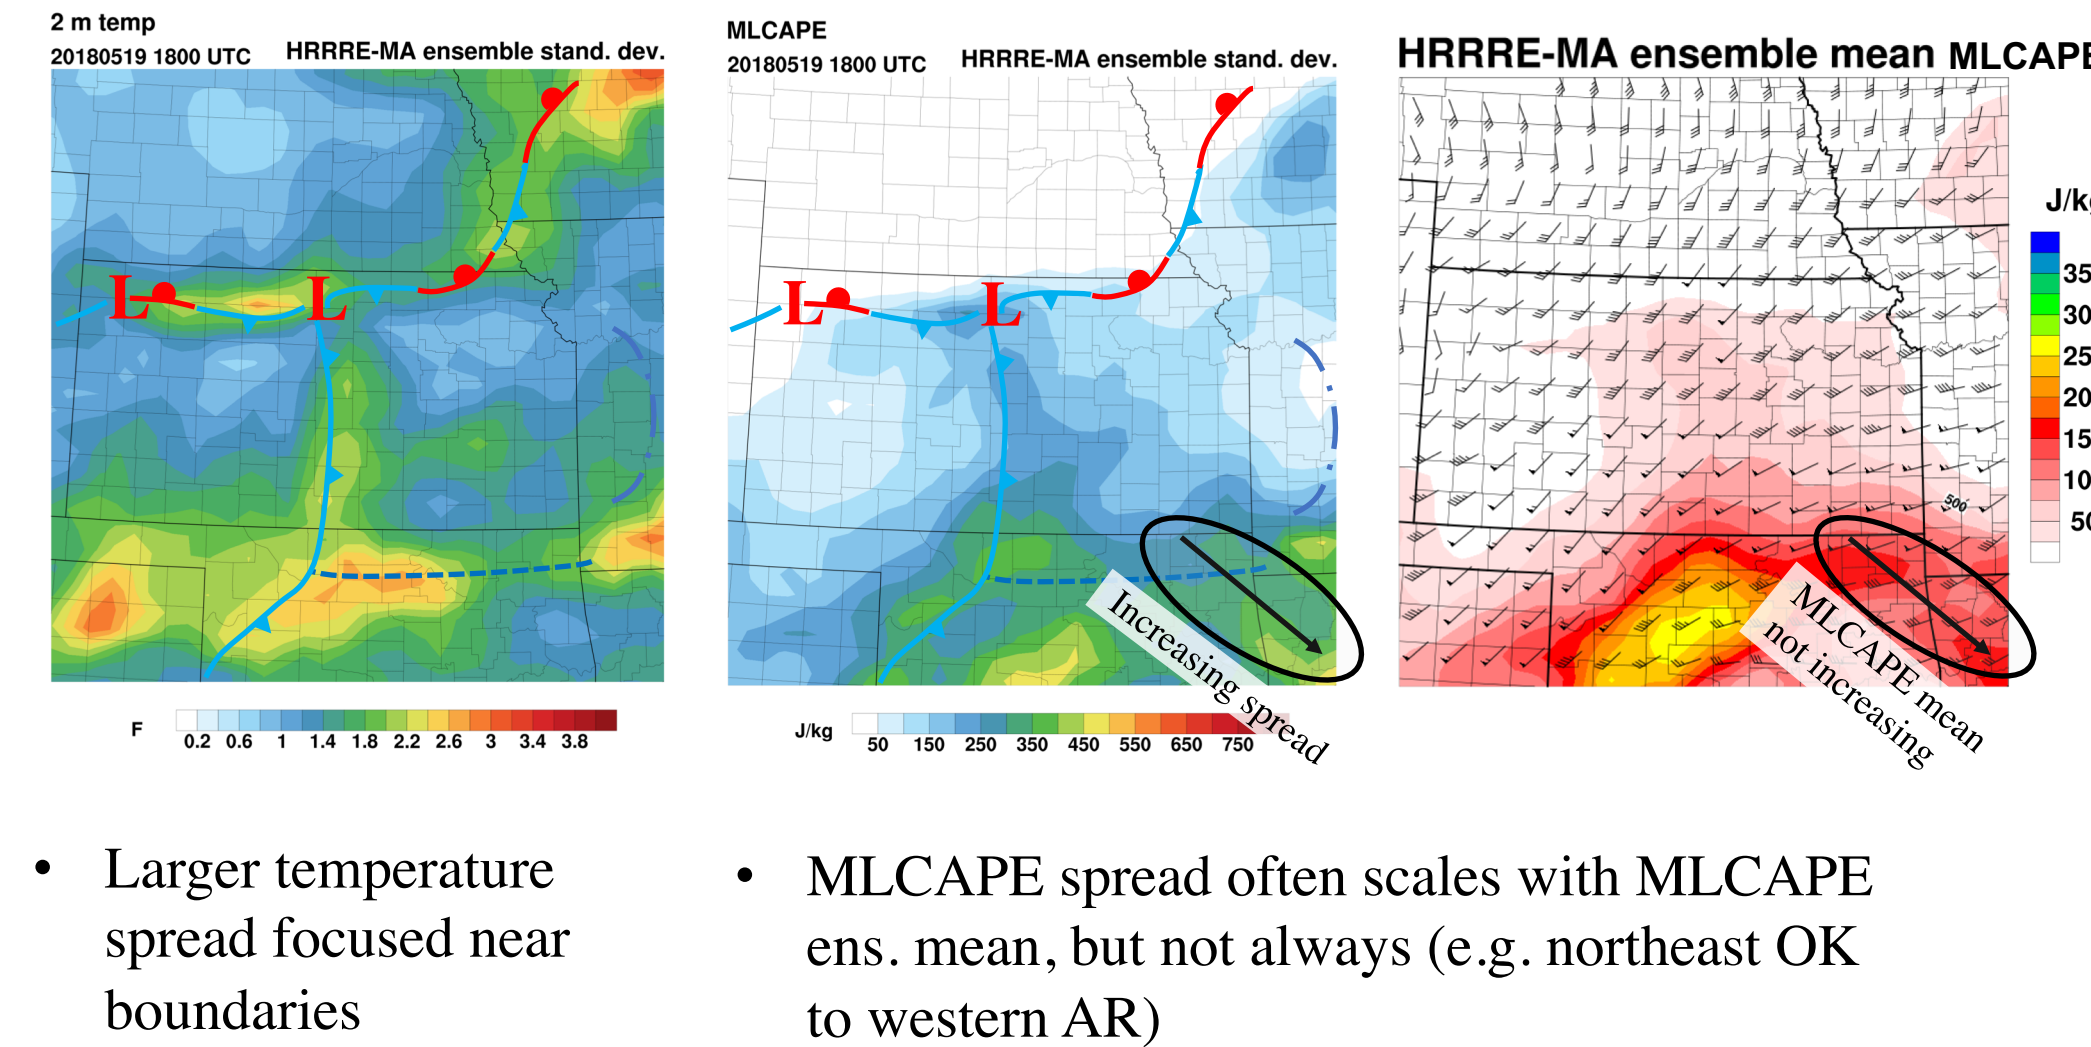 2 m temp
20180519 1800 UTC
HRRRE-MA ensemble stand. dev.
L
L
F
0.2 0.6 1 1.4 1.8 2.2 2.6 3 3.4 3.8
MLCAPE
20180519 1800 UTC
HRRRE-MA ensemble stand. dev.
L
L
Increasing spread
J/kg
50 150 250 350 450 550 650 750
HRRRE-MA ensemble mean MLCAPE
500
MLCAPE mean
not increasing
J/kg
35
30
25
20
15
10
50
• Larger temperature
spread focused near
boundaries
• MLCAPE spread often scales with MLCAPE
ens. mean, but not always (e.g. northeast OK
to western AR)